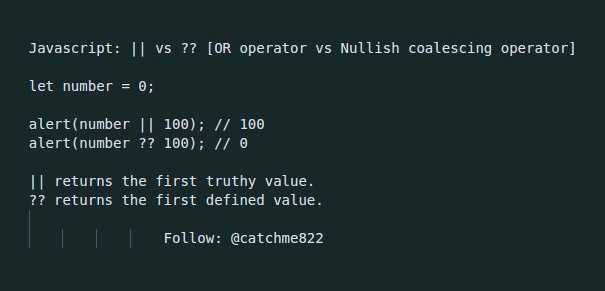 Javascript: || vs ?? [OR operator vs Nullish coalescing operator]
let number = 0;
alert(number || 100); // 100
alert(number ?? 100); // 0
|| returns the first truthy value.
?? returns the first defined value.
Follow: @catchme822